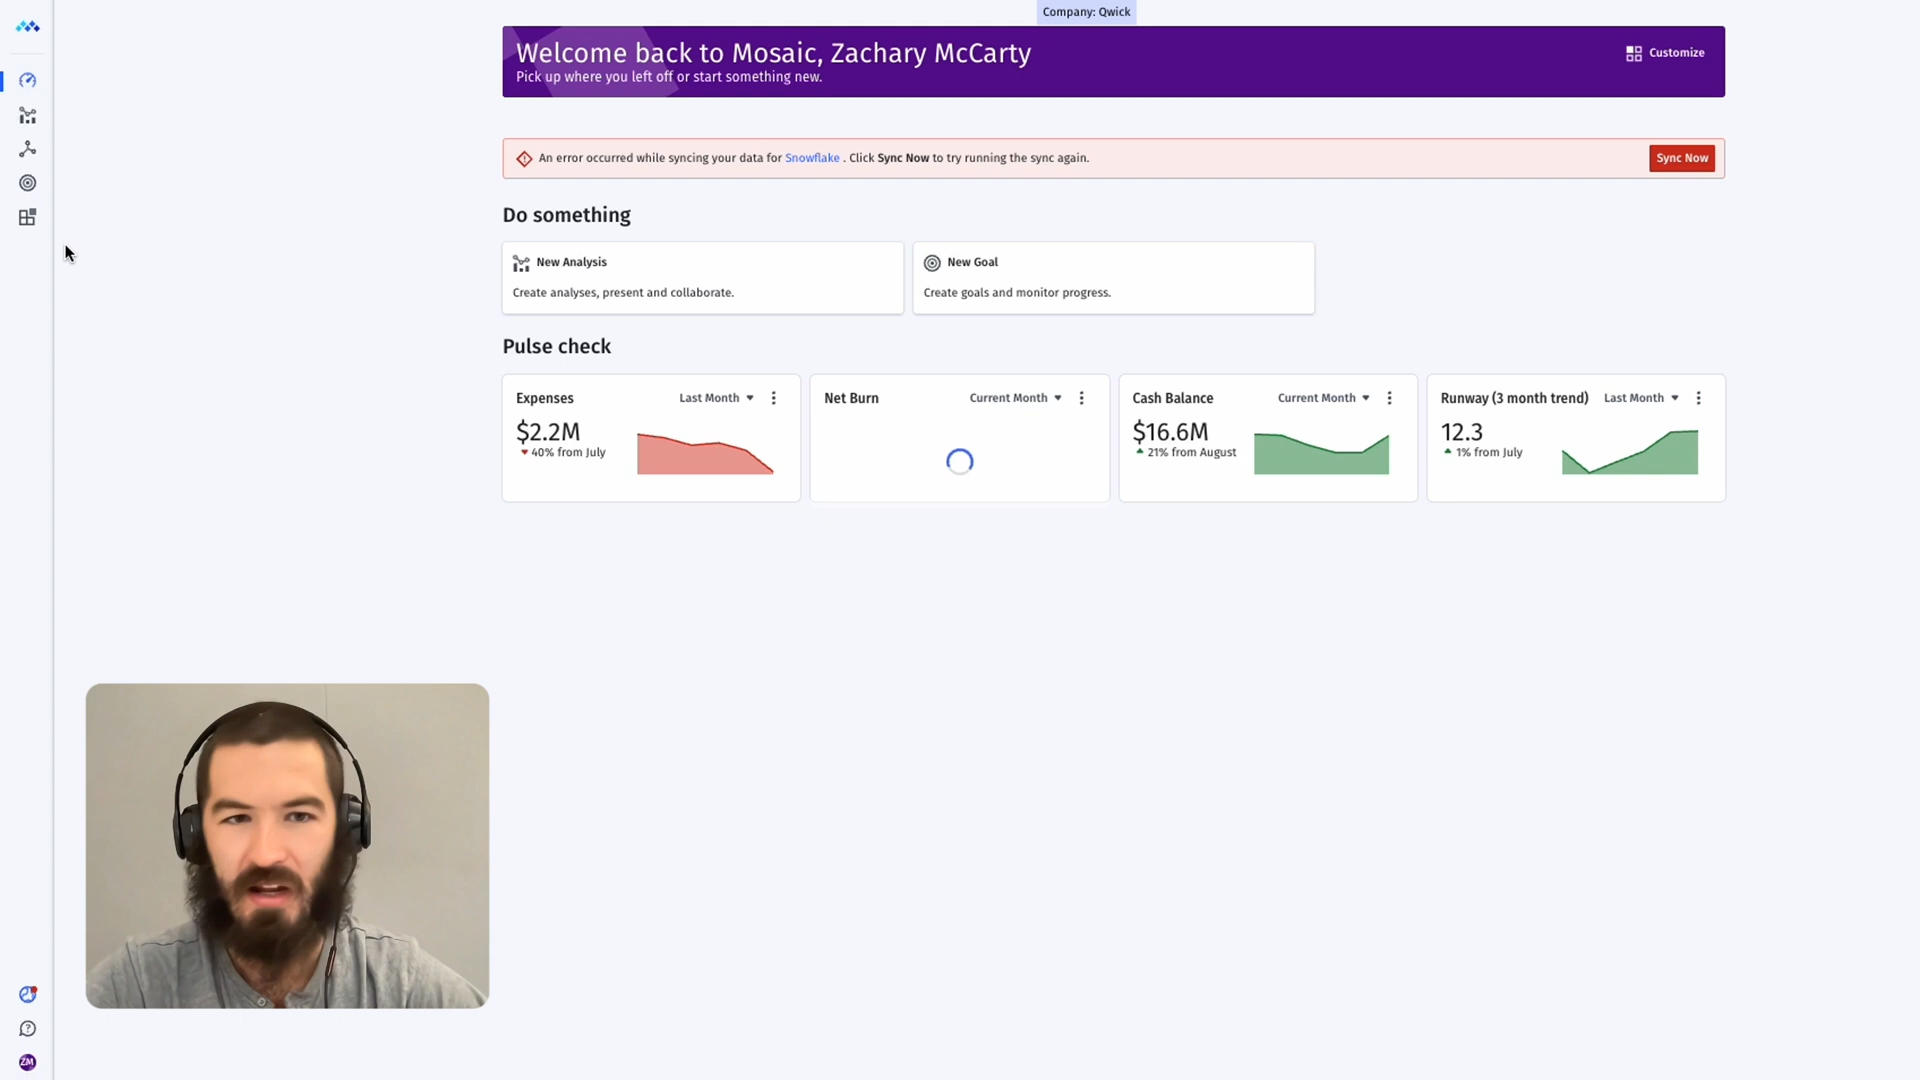 Company: Qwick
Welcome back to Mosaic, Zachary McCarty
Pick up where you left off or start something new.
Customize
An error occurred while syncing your data for Snowflake . Click Sync Now to try running the sync again.
Sync Now
Do something
New Analysis
Create analyses, present and collaborate.
New Goal
Create goals and monitor progress.
Pulse check
Expenses
Last Month
$2.2M
40% from July
Net Burn
Current Month
Cash Balance
Current Month
$16.6M
21% from August
Runway (3 month trend)
Last Month
12.3
1% from July
ZM